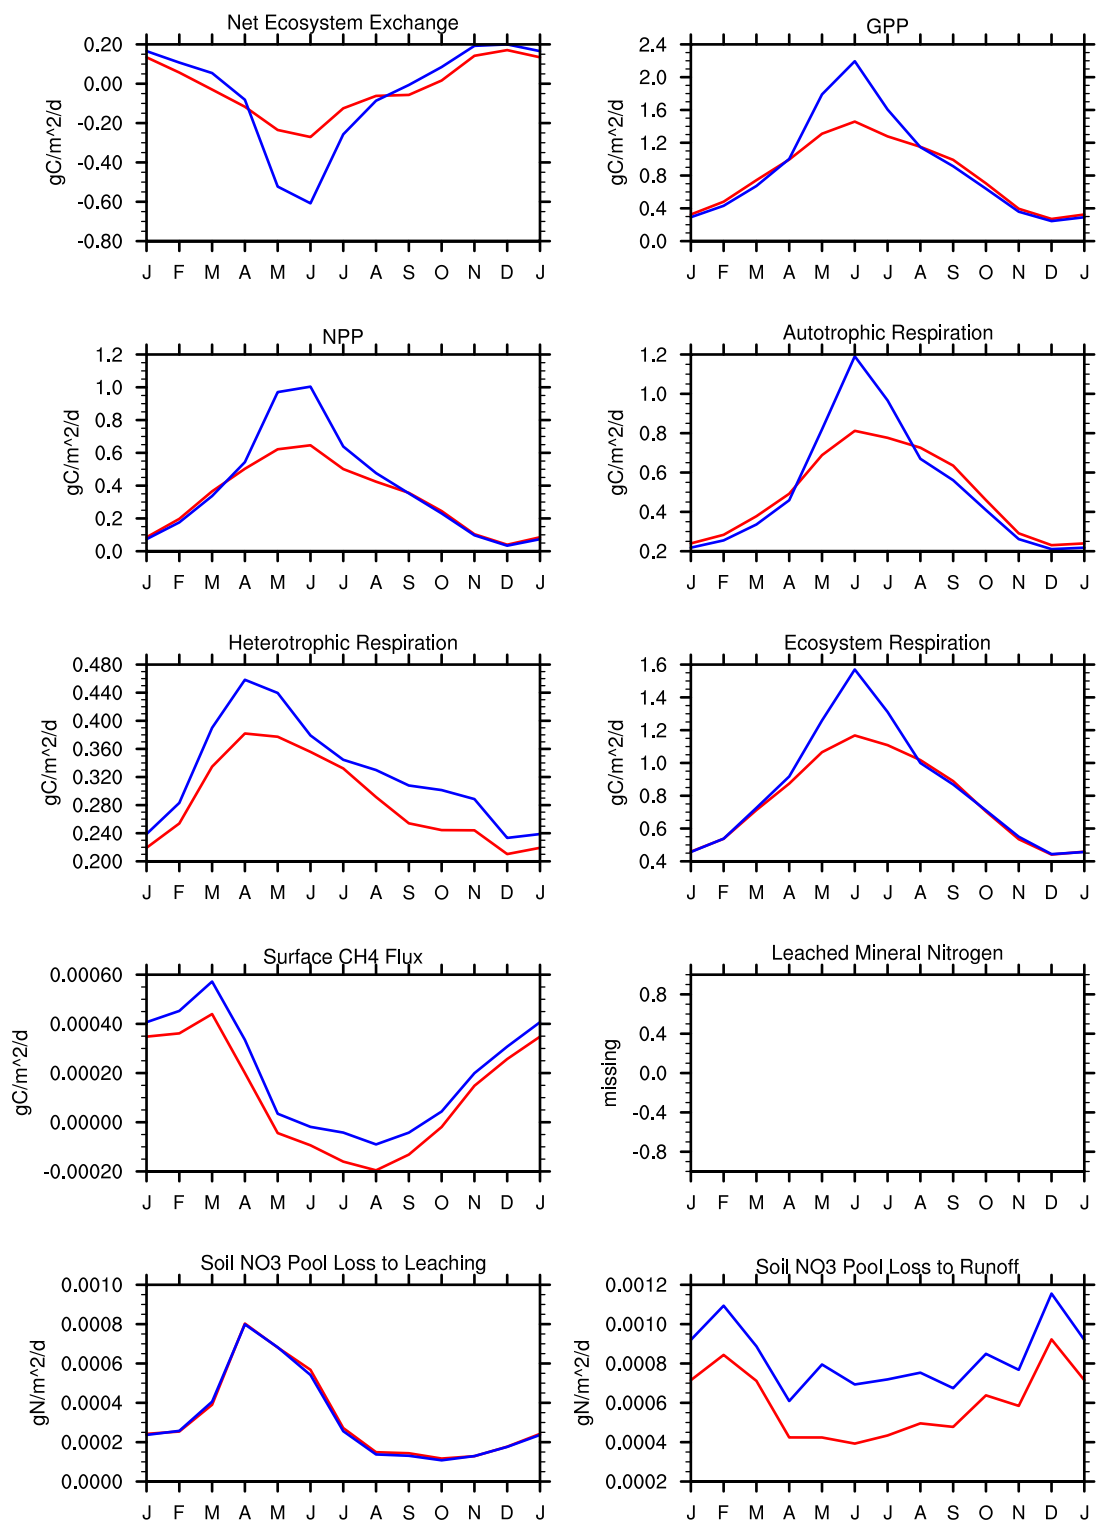 Net Ecosystem Exchange
gC/m^2/d
0.20
0.00
-0.20
-0.40
-0.60
-0.80
J F M A M J J A S O N D J
GPP
gC/m^2/d
2.4
2.0
1.6
1.2
0.8
0.4
0.0
J F M A M J J A S O N D J
NPP
gC/m^2/d
1.2
1.0
0.8
0.6
0.4
0.2
0.0
J F M A M J J A S O N D J
Autotrophic Respiration
gC/m^2/d
1.2
1.0
0.8
0.6
0.4
0.2
J F M A M J J A S O N D J
Heterotrophic Respiration
gC/m^2/d
0.480
0.440
0.400
0.360
0.320
0.280
0.240
0.200
J F M A M J J A S O N D J
Ecosystem Respiration
gC/m^2/d
1.6
1.4
1.2
1.0
0.8
0.6
0.4
J F M A M J J A S O N D J
Surface CH4 Flux
gC/m^2/d
0.00060
0.00040
0.00020
0.00000
-0.00020
J F M A M J J A S O N D J
Leached Mineral Nitrogen
missing
0.8
0.4
0.0
-0.4
-0.8
J F M A M J J A S O N D J
Soil NO3 Pool Loss to Leaching
gN/m^2/d
0.0010
0.0008
0.0006
0.0004
0.0002
0.0000
J F M A M J J A S O N D J
Soil NO3 Pool Loss to Runoff
gN/m^2/d
0.0012
0.0010
0.0008
0.0006
0.0004
0.0002
J F M A M J J A S O N D J